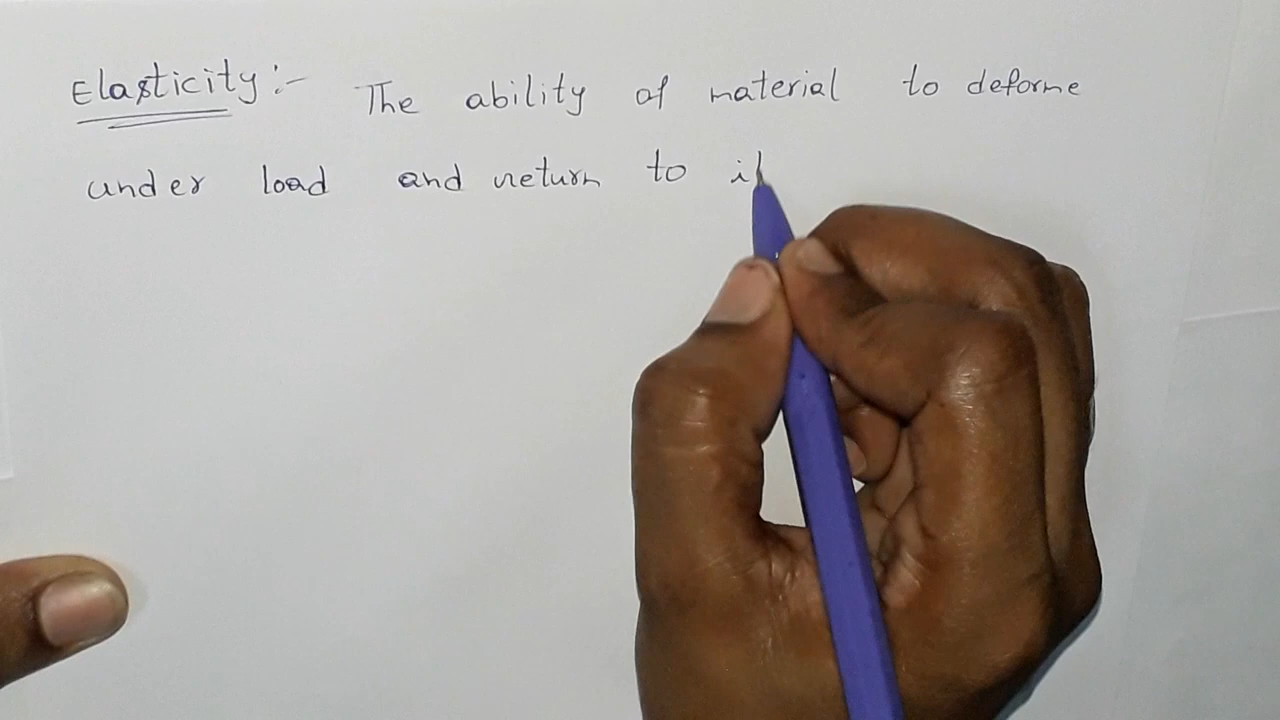 Elasticity :- The ability of material to deforme
under load and return to